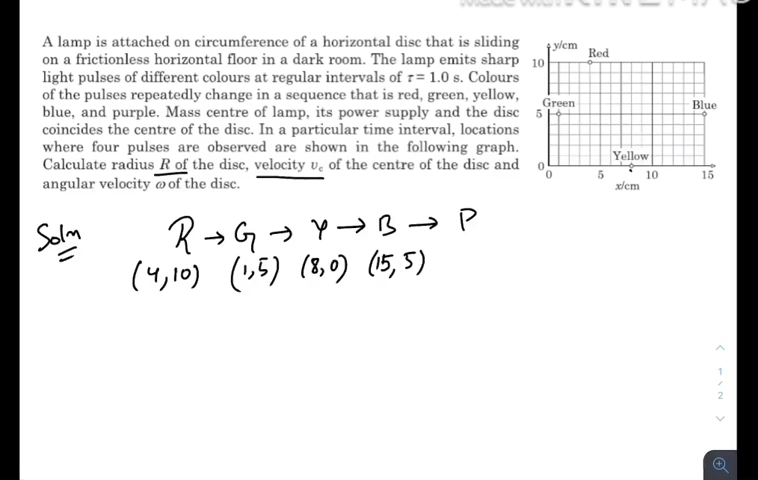 A lamp is attached on circumference of a horizontal disc that is sliding
on a frictionless horizontal floor in a dark room. The lamp emits sharp
light pulses of different colours at regular intervals of τ = 1.0 s. Colours
of the pulses repeatedly change in a sequence that is red, green, yellow,
blue, and purple. Mass centre of lamp, its power supply and the disc
coincides the centre of the disc. In a particular time interval, locations
where four pulses are observed are shown in the following graph.
Calculate radius R of the disc, velocity v꜀ of the centre of the disc and
angular velocity ω of the disc.
y/cm
Red
10
Green
Blue
5
Yellow
0
0 5 10 15
x/cm
Soln
R → G → Y → B → P
(4,10) (1,5) (8,0) (15, 5)
1
/
2